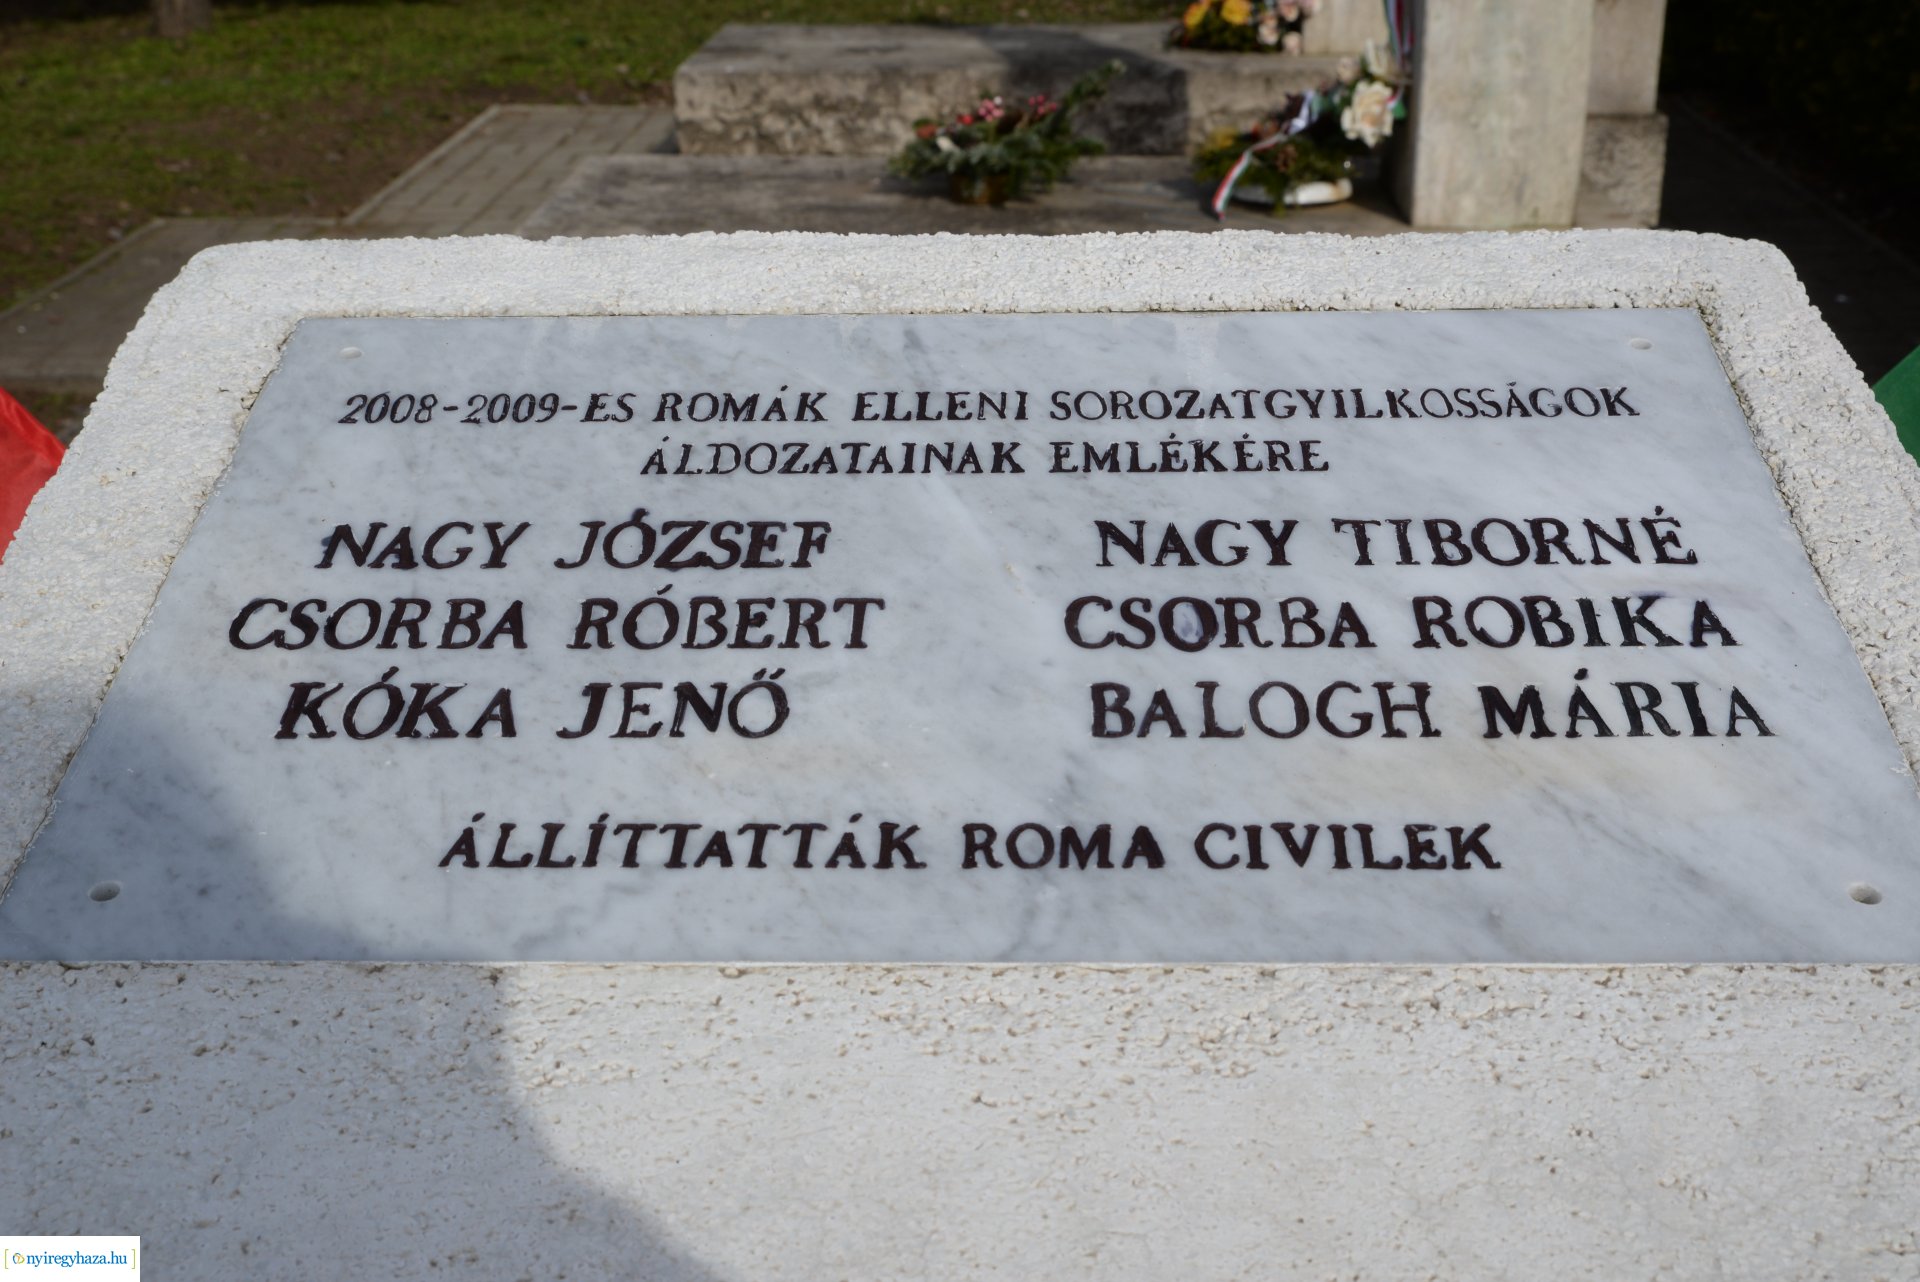 2008-2009-ES ROMÁK ELLENI SOROZATGYILKOSSÁGOK
ÁLDOZATAINAK EMLÉKÉRE
NAGY JÓZSEF NAGY TIBORNÉ
CSORBA RÓBERT CSORBA ROBIKA
KÓKA JENŐ BALOGH MÁRIA
ÁLLÍTTATTÁK ROMA CIVILEK
nyiregyhaza.hu